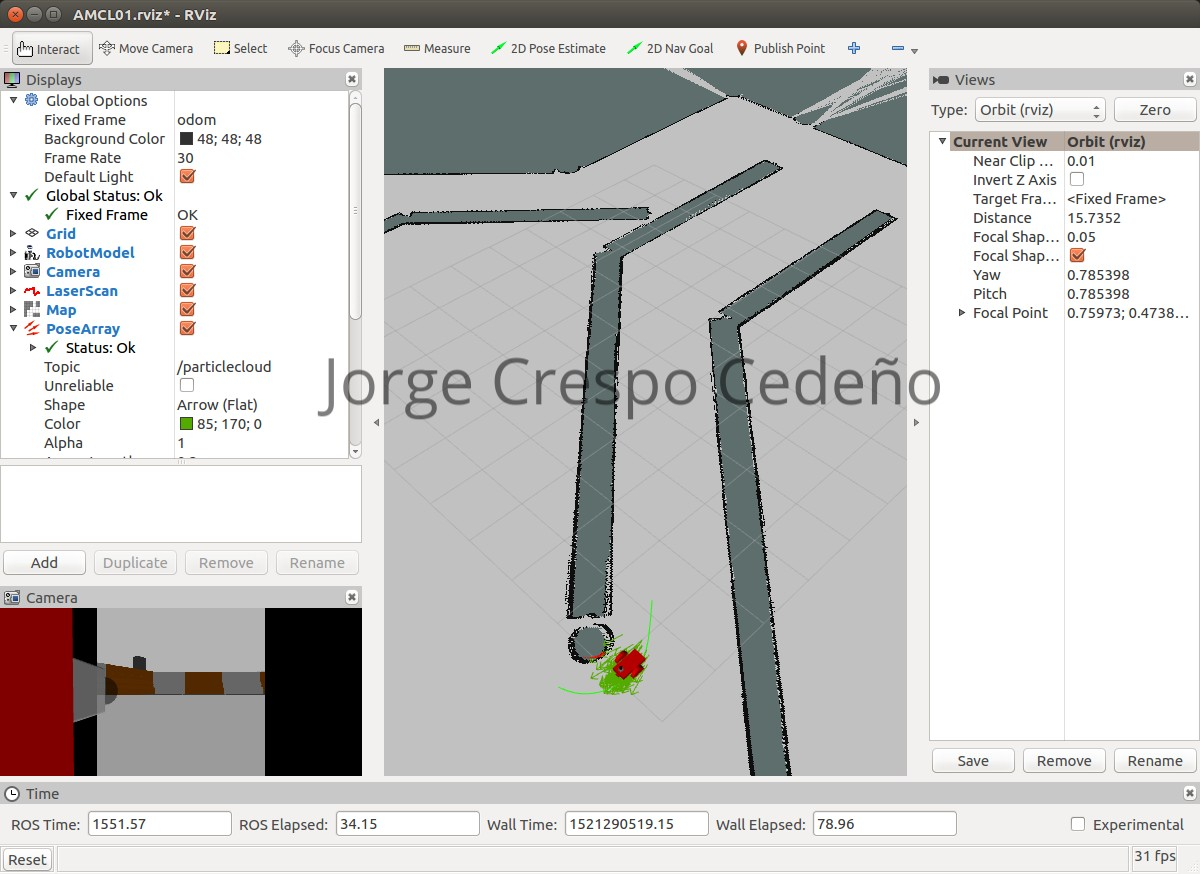 AMCL01.rviz* - RViz
Interact Move Camera Select Focus Camera Measure 2D Pose Estimate 2D Nav Goal Publish Point
Displays
Global Options
Fixed Frame odom
Background Color 48; 48; 48
Frame Rate 30
Default Light
Global Status: Ok
Fixed Frame OK
Grid
RobotModel
Camera
LaserScan
Map
PoseArray
Status: Ok
Topic /particlecloud
Unreliable
Shape Arrow (Flat)
Color 85; 170; 0
Alpha 1
Add Duplicate Remove Rename
Camera
Jorge Crespo Cedeño
Views
Type: Orbit (rviz) Zero
Current View Orbit (rviz)
Near Clip ... 0.01
Invert Z Axis
Target Fra... <Fixed Frame>
Distance 15.7352
Focal Shap... 0.05
Focal Shap...
Yaw 0.785398
Pitch 0.785398
Focal Point 0.75973; 0.4738...
Save Remove Rename
Time
ROS Time: 1551.57 ROS Elapsed: 34.15 Wall Time: 1521290519.15 Wall Elapsed: 78.96 Experimental
Reset 31 fps